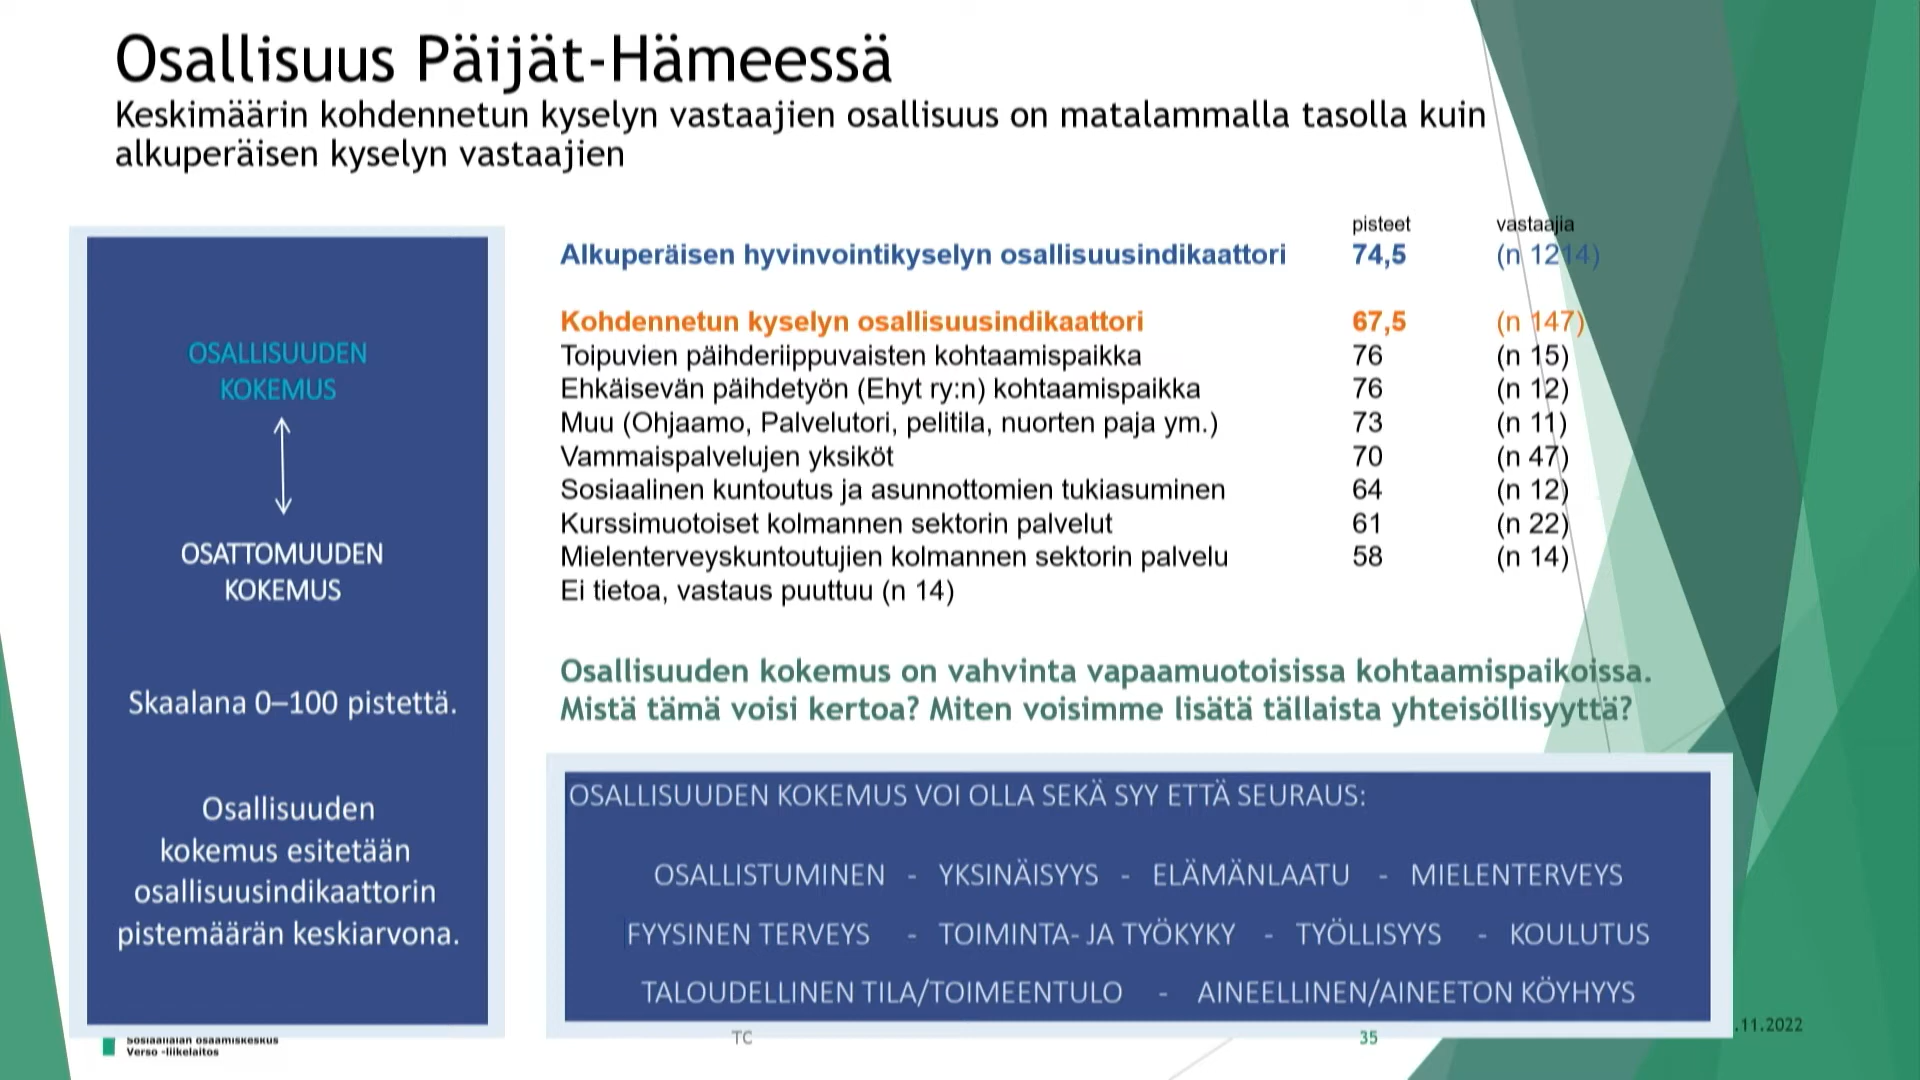 Osallisuus Päijät-Hämeessä
Keskimäärin kohdennetun kyselyn vastaajien osallisuus on matalammalla tasolla kuin
alkuperäisen kyselyn vastaajien
pisteet vastaajia
Alkuperäisen hyvinvointikyselyn osallisuusindikaattori 74,5 (n 1214)
Kohdennetun kyselyn osallisuusindikaattori 67,5 (n 147)
Toipuvien päihderiippuvaisten kohtaamispaikka 76 (n 15)
Ehkäisevän päihdetyön (Ehyt ry:n) kohtaamispaikka 76 (n 12)
Muu (Ohjaamo, Palvelutori, pelitila, nuorten paja ym.) 73 (n 11)
Vammaispalvelujen yksiköt 70 (n 47)
Sosiaalinen kuntoutus ja asunnottomien tukiasuminen 64 (n 12)
Kurssimuotoiset kolmannen sektorin palvelut 61 (n 22)
Mielenterveyskuntoutujien kolmannen sektorin palvelu 58 (n 14)
Ei tietoa, vastaus puuttuu (n 14)
OSALLISUUDEN
KOKEMUS
OSATTOMUUDEN
KOKEMUS
Skaalana 0–100 pistettä.
Osallisuuden
kokemus esitetään
osallisuusindikaattorin
pistemäärän keskiarvona.
Osallisuuden kokemus on vahvinta vapaamuotoisissa kohtaamispaikoissa.
Mistä tämä voisi kertoa? Miten voisimme lisätä tällaista yhteisöllisyyttä?
OSALLISUUDEN KOKEMUS VOI OLLA SEKÄ SYY ETTÄ SEURAUS:
OSALLISTUMINEN - YKSINÄISYYS - ELÄMÄNLAATU - MIELENTERVEYS
FYYSINEN TERVEYS - TOIMINTA- JA TYÖKYKY - TYÖLLISYYS - KOULUTUS
TALOUDELLINEN TILA/TOIMEENTULO - AINEELLINEN/AINEETON KÖYHYYS
Sosiaalialan osaamiskeskus
Verso -liikelaitos
TC
35
.11.2022